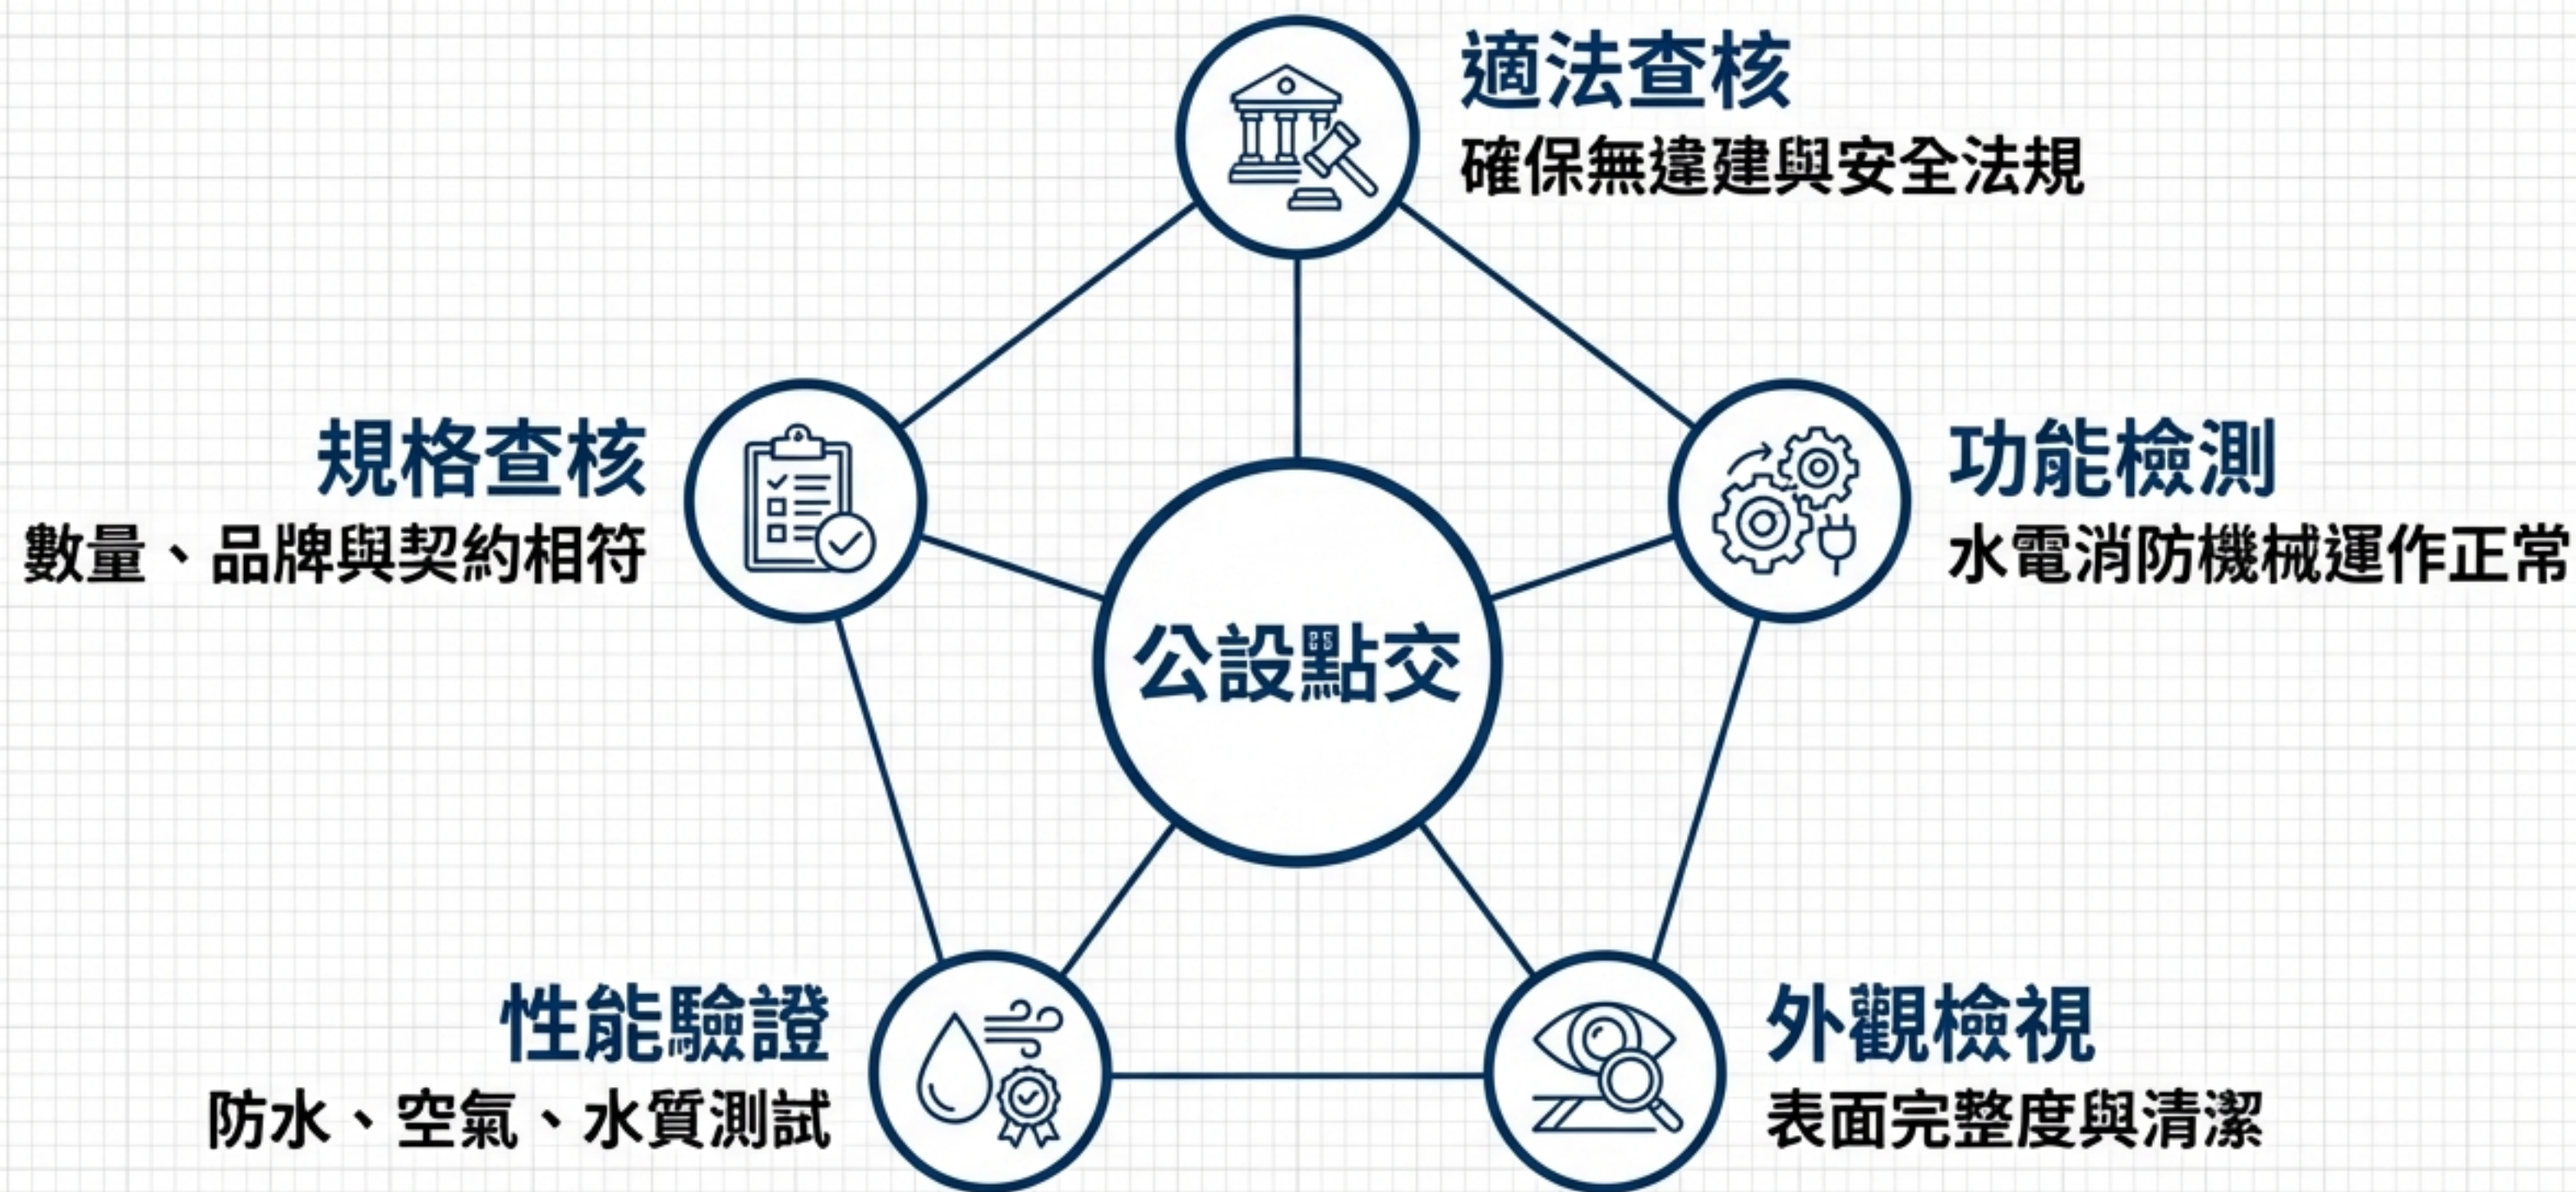 適法查核
確保無違建與安全法規
規格查核
數量、品牌與契約相符
功能檢測
水電消防機械運作正常
公設點交
性能驗證
防水、空氣、水質測試
外觀檢視
表面完整度與清潔